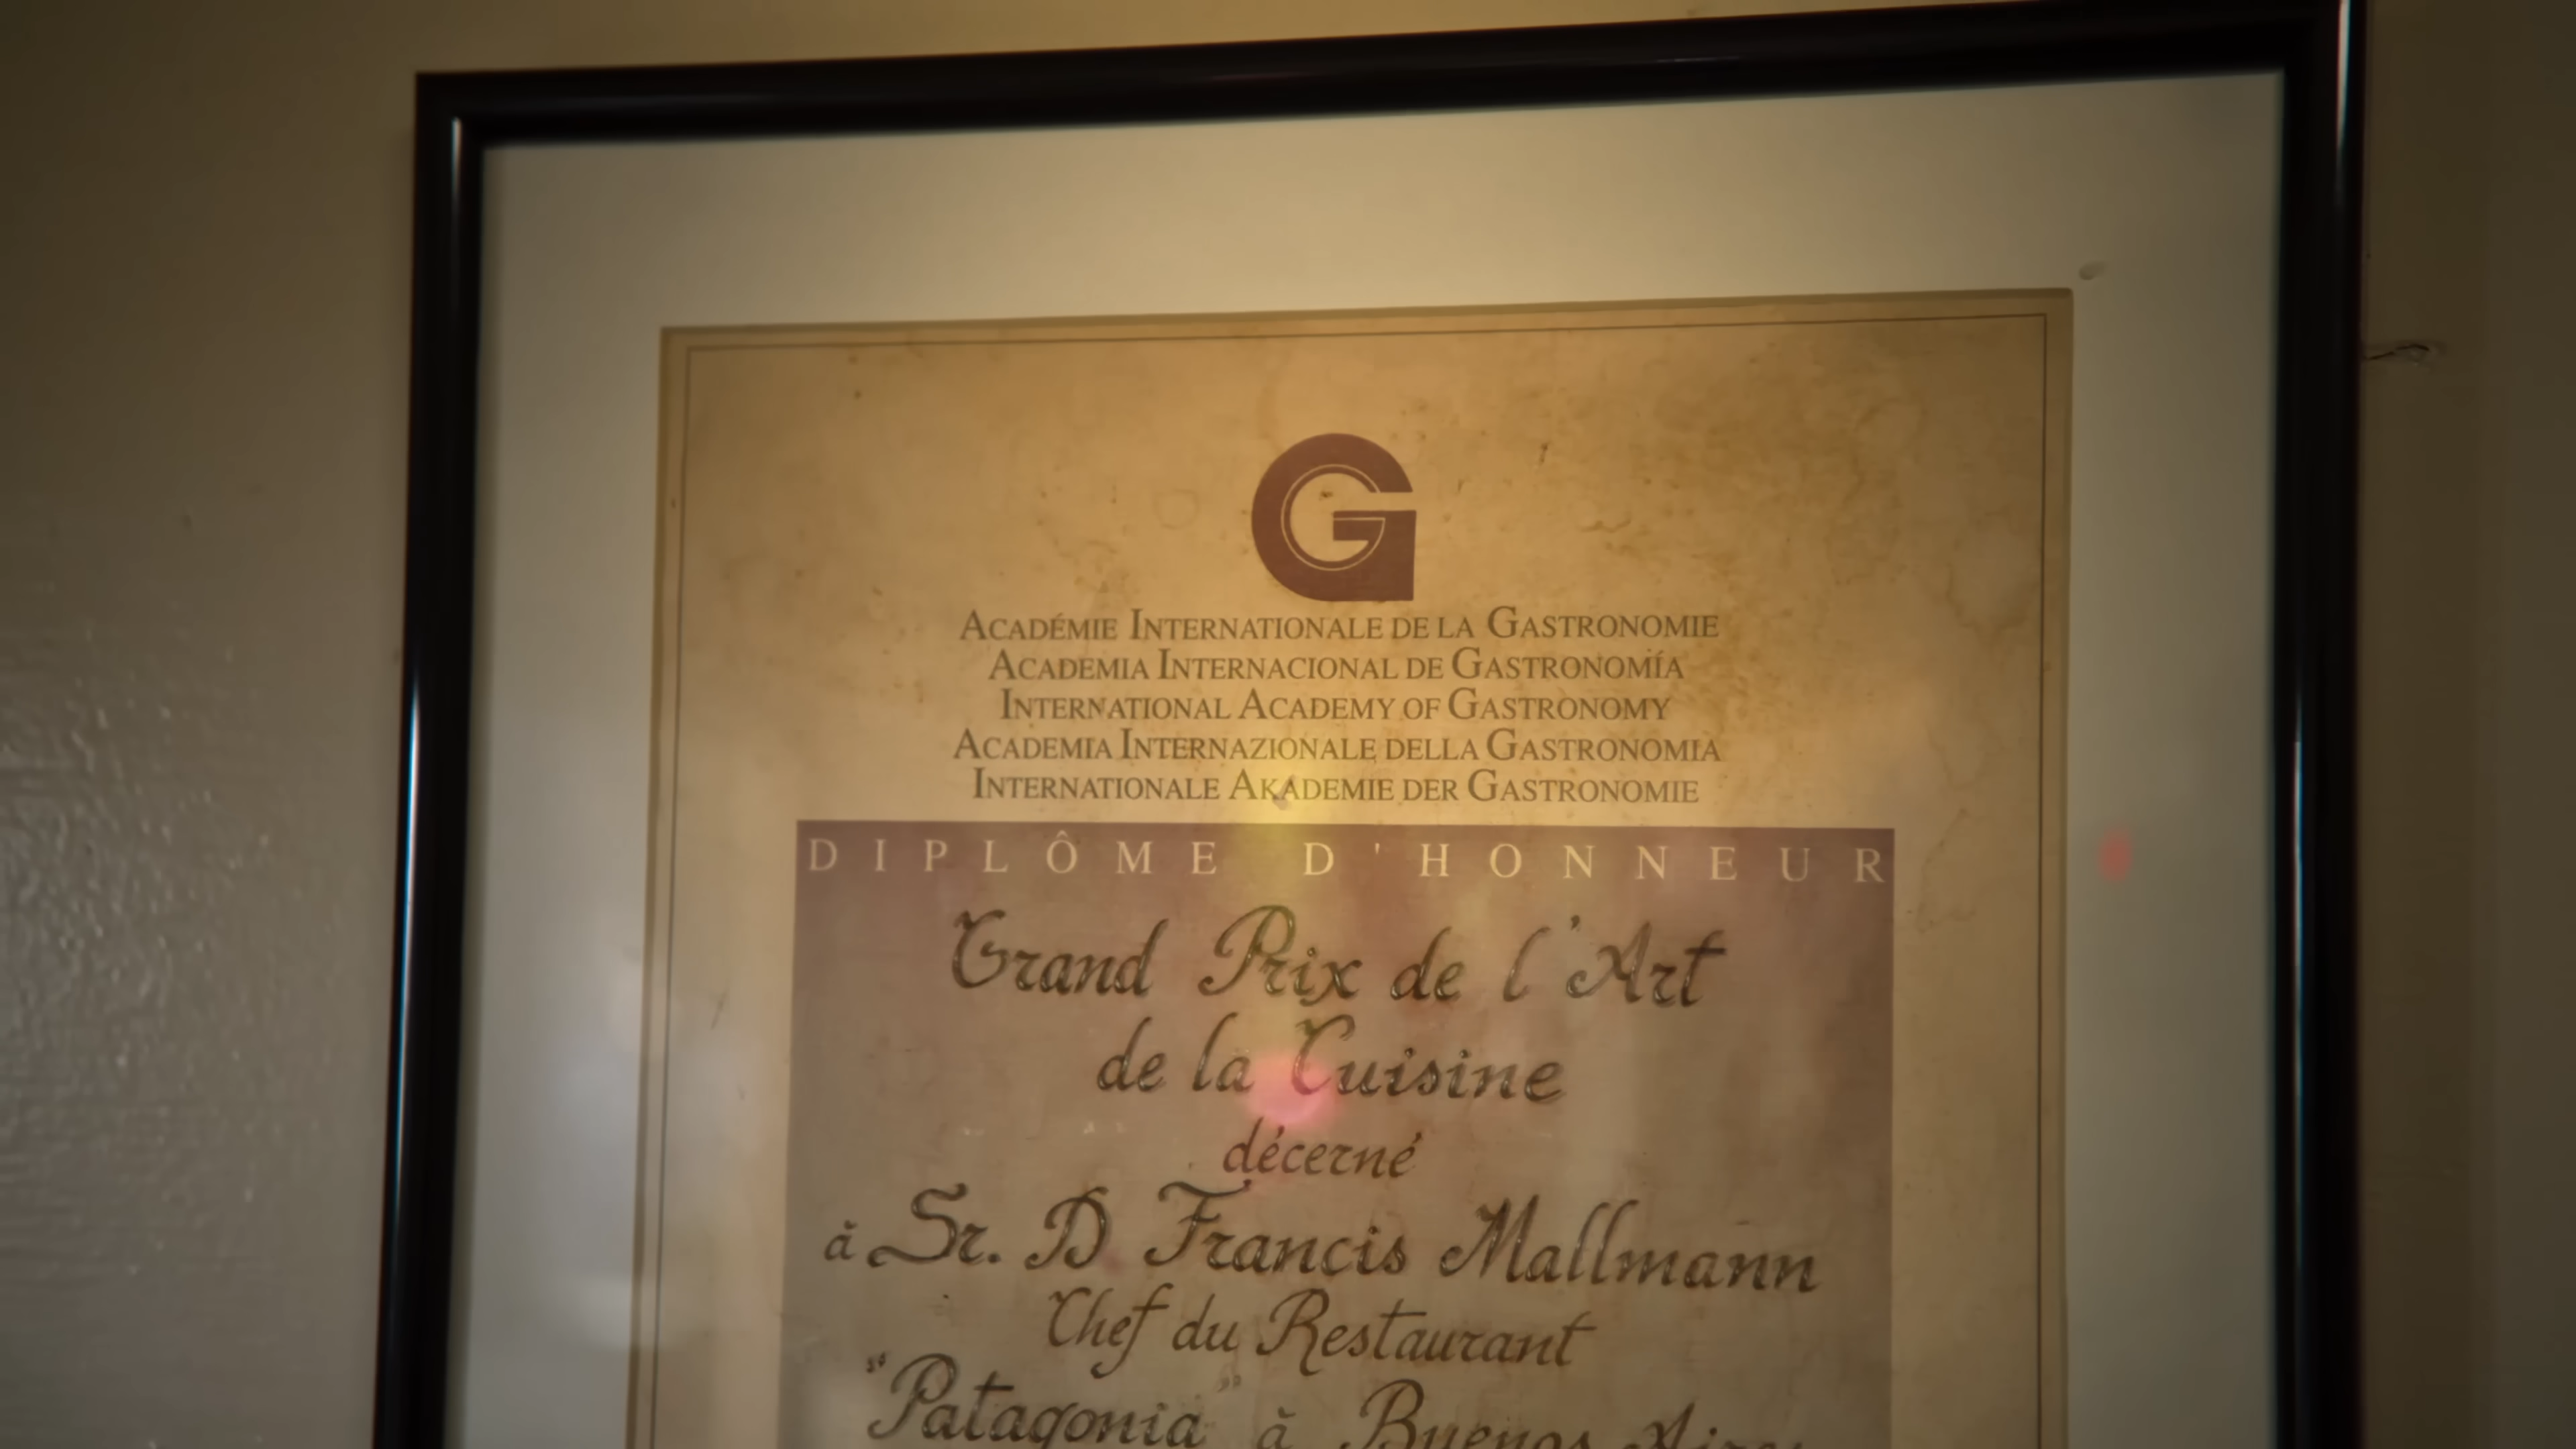 G
ACADÉMIE INTERNATIONALE DE LA GASTRONOMIE
ACADEMIA INTERNACIONAL DE GASTRONOMÍA
INTERNATIONAL ACADEMY OF GASTRONOMY
ACADEMIA INTERNAZIONALE DELLA GASTRONOMIA
INTERNATIONALE AKADEMIE DER GASTRONOMIE
DIPLÔME D'HONNEUR
Grand Prix de l'Art
de la Cuisine
décerné
à Sr. D Francis Mallmann
Chef du Restaurant
"Patagonia" à Buenos Aires